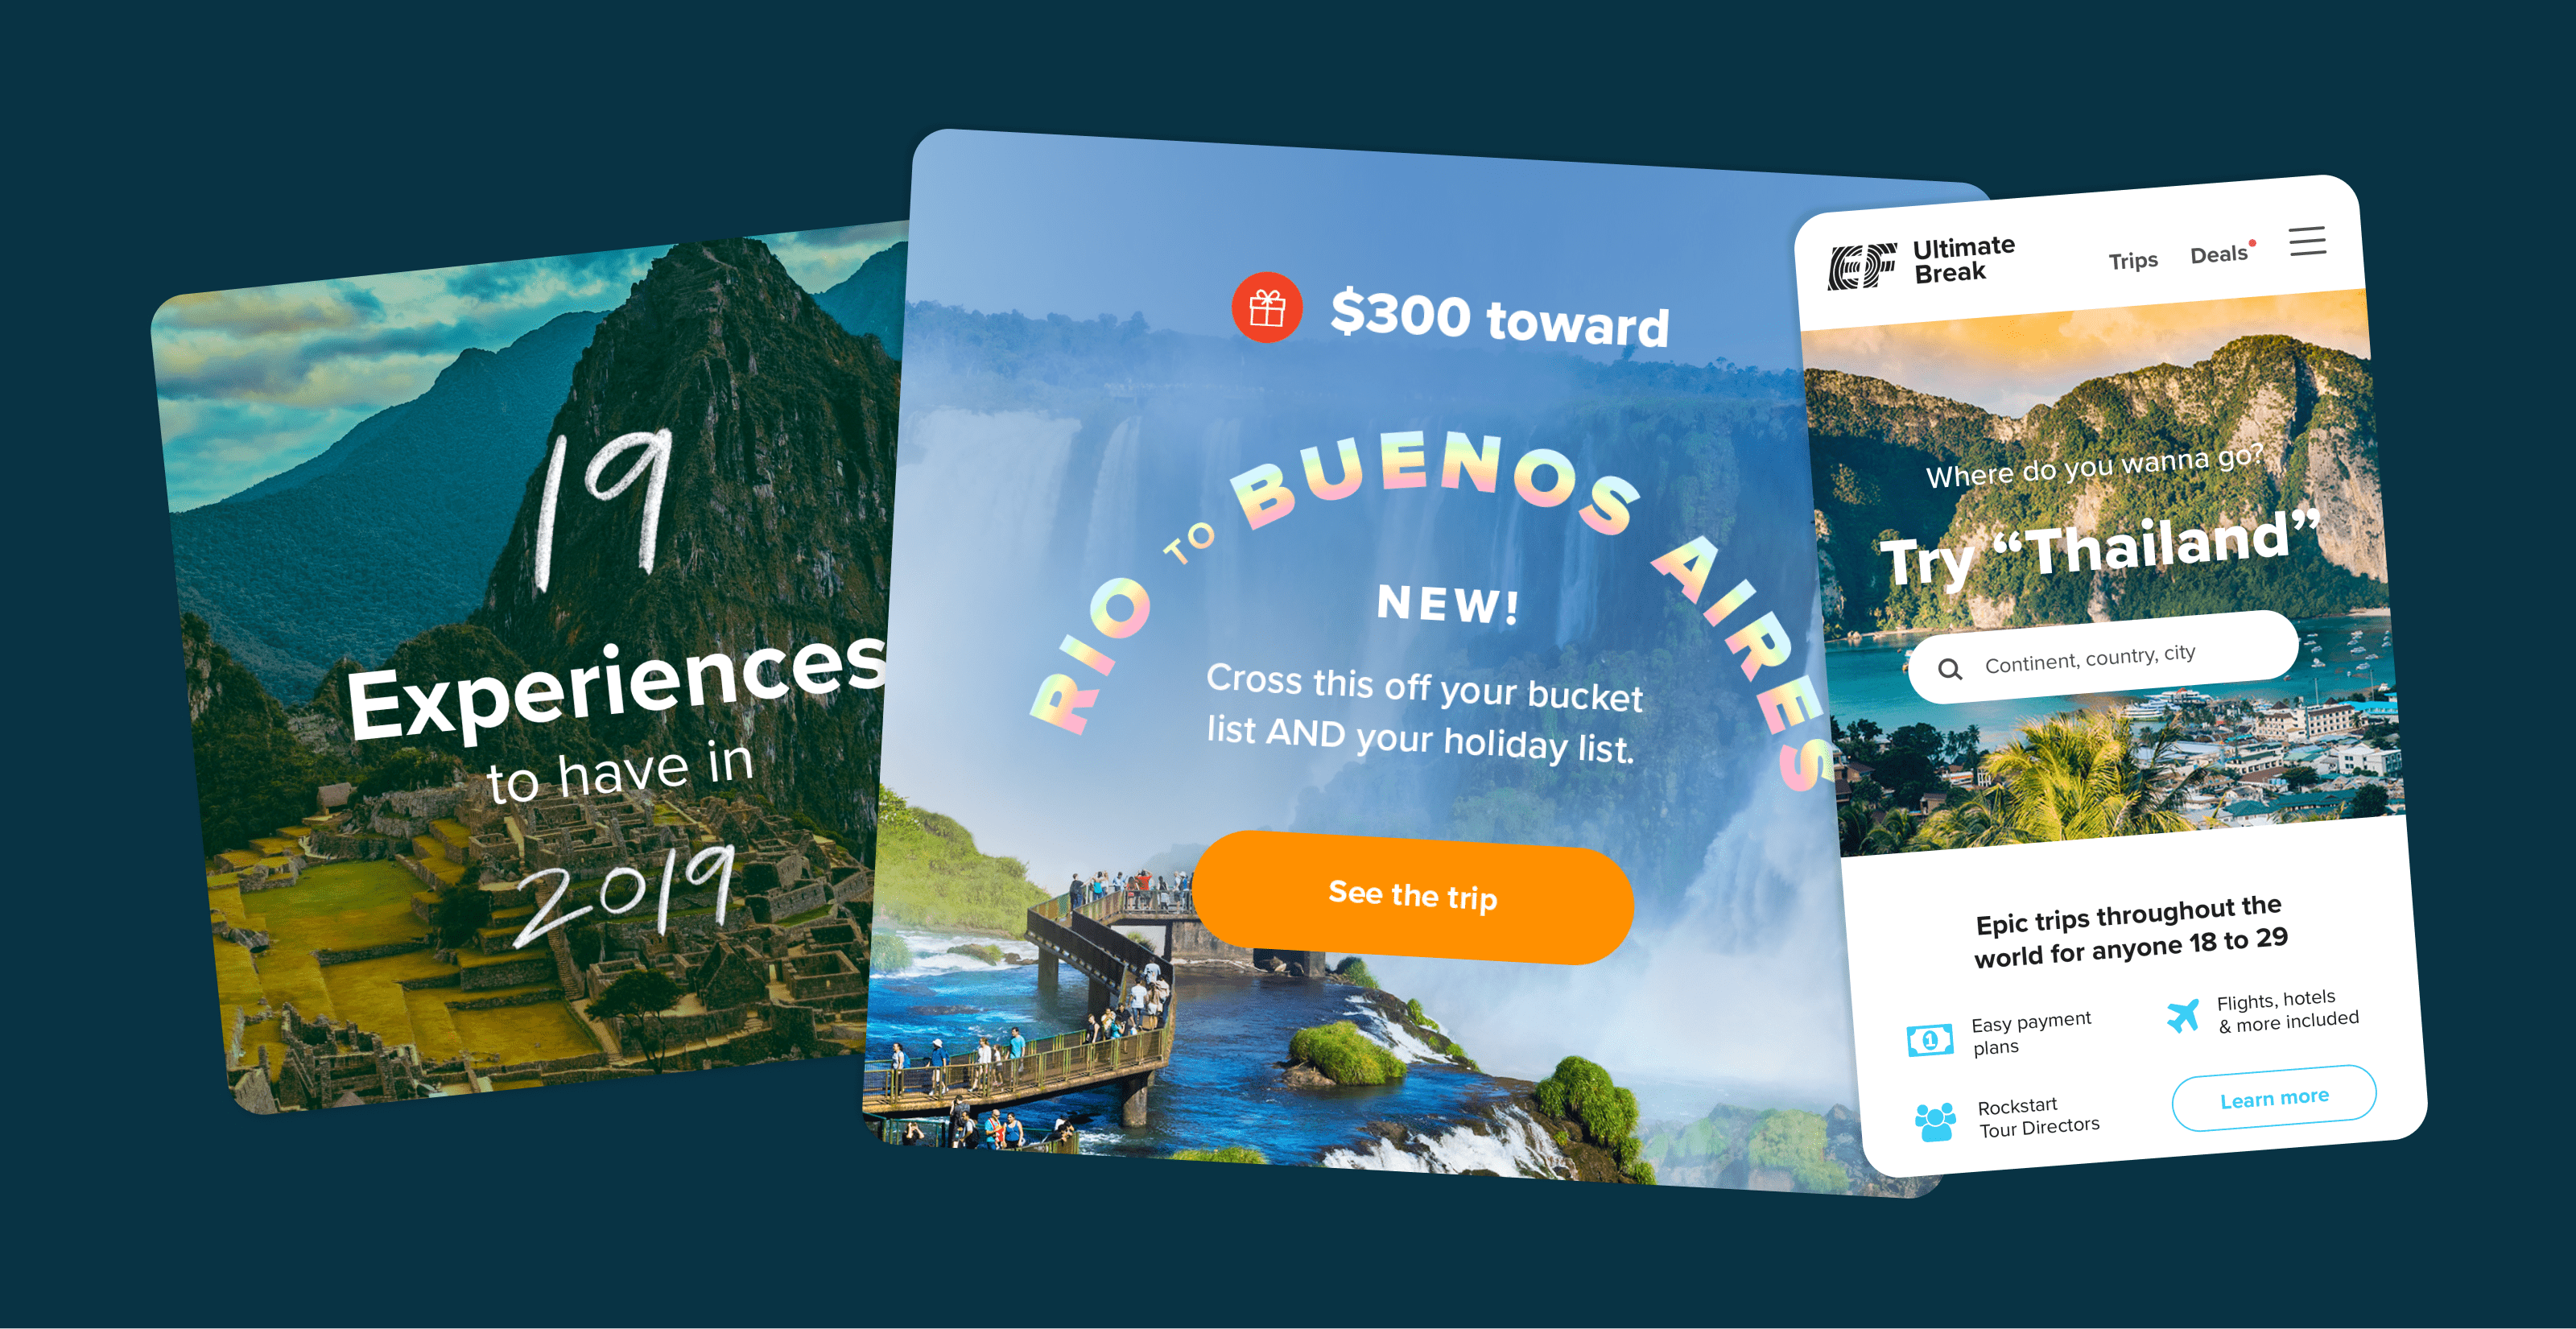 19
Experiences
to have in
2019
$300 toward
RIO TO BUENOS AIRES
NEW!
Cross this off your bucket
list AND your holiday list.
See the trip
EF Ultimate
Break
Trips Deals
Where do you wanna go?
Try “Thailand”
Continent, country, city
Epic trips throughout the
world for anyone 18 to 29
1
Easy payment
plans
Flights, hotels
& more included
Rockstart
Tour Directors
Learn more